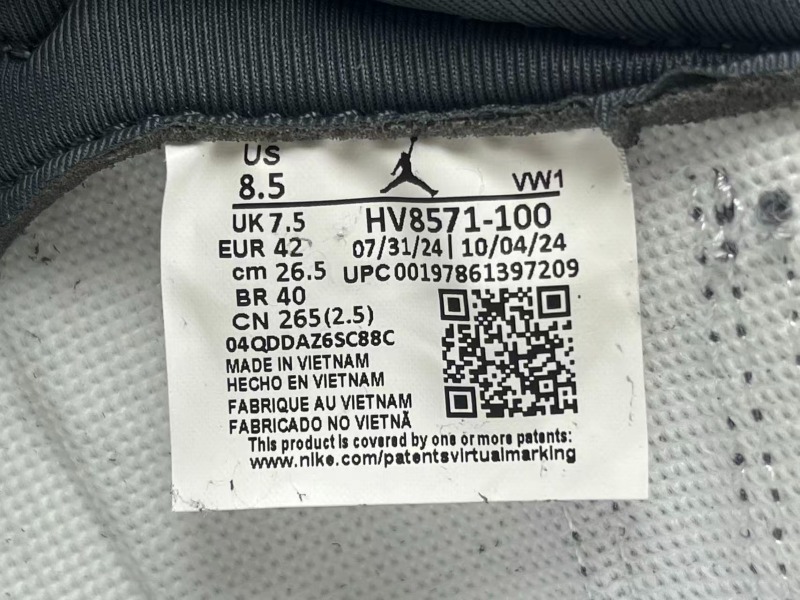 US
8.5 VW1
UK 7.5 HV8571-100
EUR 42 07/31/24 | 10/04/24
cm 26.5 UPC 00197861397209
BR 40
CN 265(2.5)
04QDDAZ6SC88C
MADE IN VIETNAM
HECHO EN VIETNAM
FABRIQUE AU VIETNAM
FABRICADO NO VIETNÃ
This product is covered by one or more patents:
www.nike.com/patentsvirtualmarking